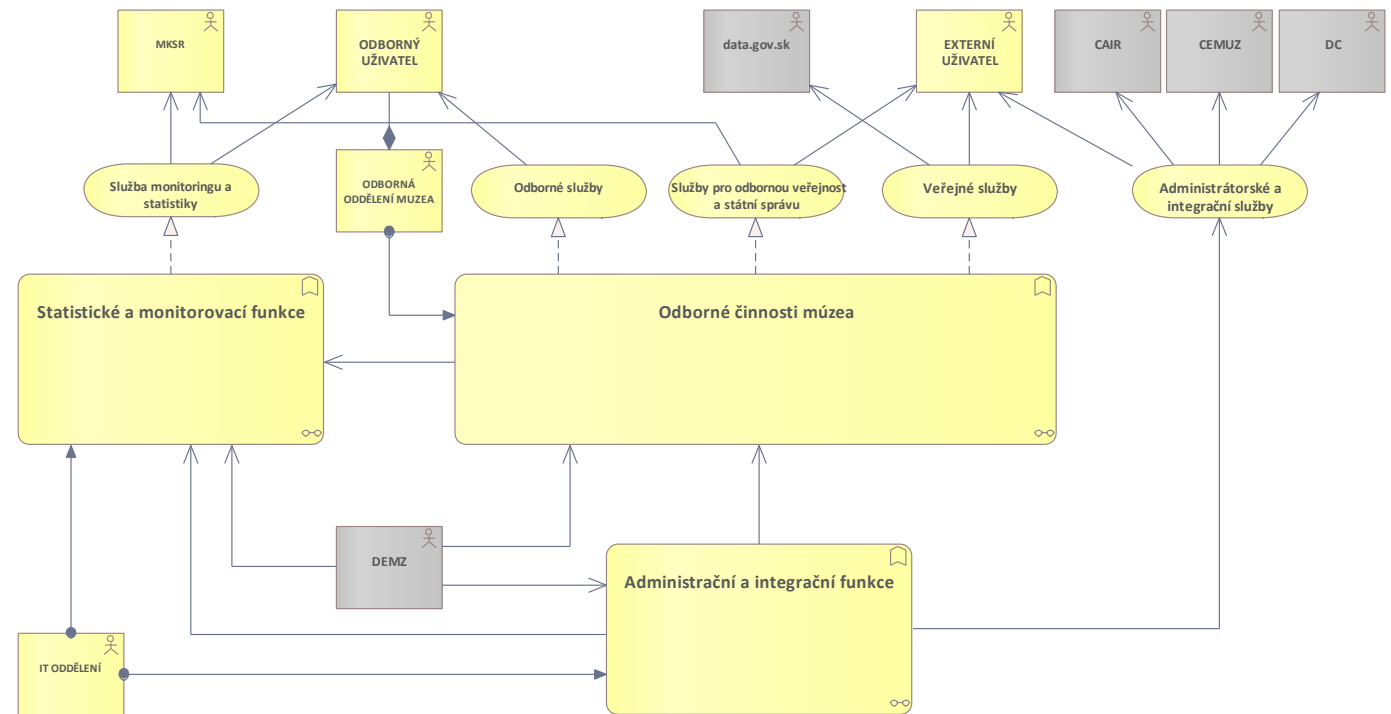 MKSR
ODBORNÝ
UŽIVATEL
data.gov.sk
EXTERNÍ
UŽIVATEL
CAIR
CEMUZ
DC
Služba monitoringu a
statistiky
ODBORNÁ
ODDĚLENÍ MUZEA
Odborné služby
Služby pro odbornou veřejnost
a státní správu
Veřejné služby
Administrátorské a
integrační služby
Statistické a monitorovací funkce
Odborné činnosti múzea
DEMZ
Administrační a integrační funkce
IT ODDĚLENÍ